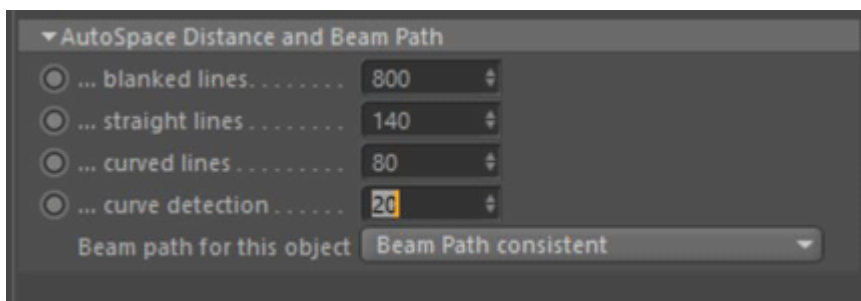 AutoSpace Distance and Beam Path
... blanked lines........ 800
... straight lines........ 140
... curved lines......... 80
... curve detection...... 20
Beam path for this object Beam Path consistent